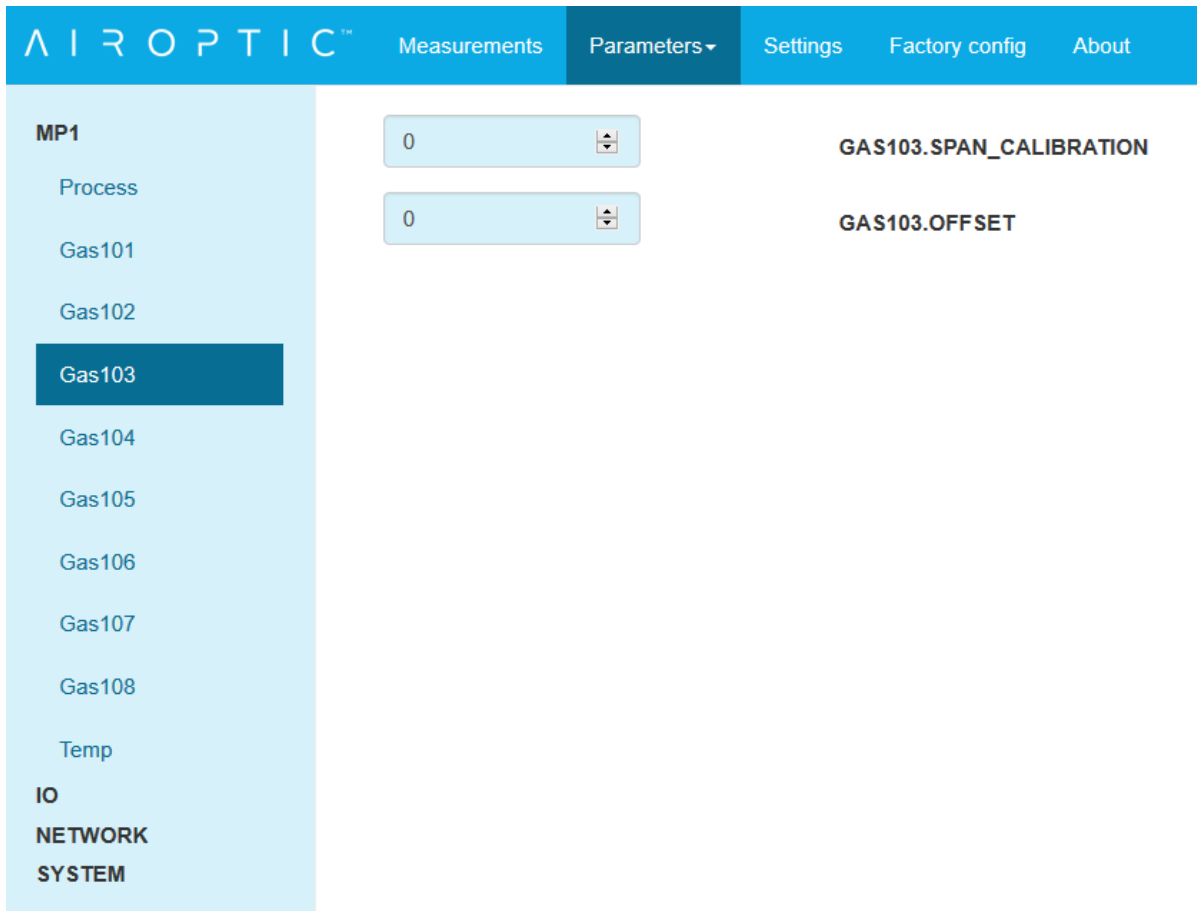 AIROPTIC™ Measurements Parameters Settings Factory config About
MP1
Process
Gas101
Gas102
Gas103
Gas104
Gas105
Gas106
Gas107
Gas108
Temp
IO
NETWORK
SYSTEM
0 GAS103.SPAN_CALIBRATION
0 GAS103.OFFSET